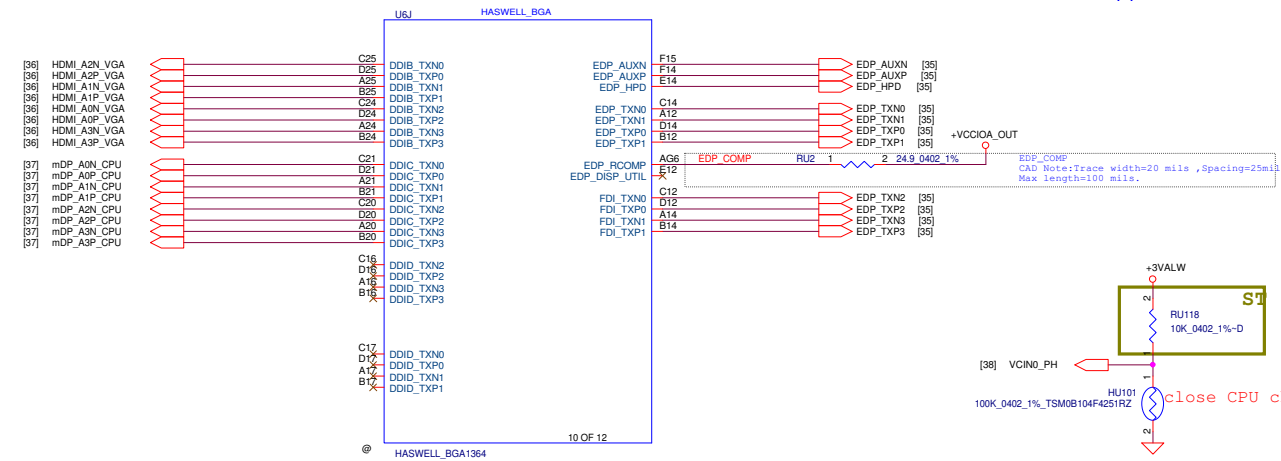 U6J HASWELL_BGA
[36] HDMI_A2N_VGA C25 DDIB_TXN0 EDP_AUXN F15 EDP_AUXN [35]
[36] HDMI_A2P_VGA D25 DDIB_TXP0 EDP_AUXP F14 EDP_AUXP [35]
[36] HDMI_A1N_VGA A25 DDIB_TXN1 EDP_HPD E14 EDP_HPD [35]
[36] HDMI_A1P_VGA B25 DDIB_TXP1
[36] HDMI_A0N_VGA C24 DDIB_TXN2 EDP_TXN0 C14 EDP_TXN0 [35]
[36] HDMI_A0P_VGA D24 DDIB_TXP2 EDP_TXN1 A12 EDP_TXN1 [35]
[36] HDMI_A3N_VGA A24 DDIB_TXN3 EDP_TXP0 D14 EDP_TXP0 [35]
[36] HDMI_A3P_VGA B24 DDIB_TXP3 EDP_TXP1 B12 EDP_TXP1 [35]
+VCCIOA_OUT
[37] mDP_A0N_CPU C21 DDIC_TXN0 EDP_RCOMP AG6 EDP_COMP RU2 1 2 24.9_0402_1% EDP_COMP
[37] mDP_A0P_CPU D21 DDIC_TXP0 EDP_DISP_UTIL E12 CAD Note:Trace width=20 mils ,Spacing=25mil
[37] mDP_A1N_CPU A21 DDIC_TXN1 Max length=100 mils.
[37] mDP_A1P_CPU B21 DDIC_TXP1 FDI_TXN0 C12 EDP_TXN2 [35]
[37] mDP_A2N_CPU C20 DDIC_TXN2 FDI_TXP0 D12 EDP_TXP2 [35]
[37] mDP_A2P_CPU D20 DDIC_TXP2 FDI_TXN1 A14 EDP_TXN3 [35]
[37] mDP_A3N_CPU A20 DDIC_TXN3 FDI_TXP1 B14 EDP_TXP3 [35]
[37] mDP_A3P_CPU B20 DDIC_TXP3
C16 DDID_TXN2
D16 DDID_TXP2
A16 DDID_TXN3
B16 DDID_TXP3
+3VALW
2 ST
RU118
10K_0402_1%~D
1
C17 DDID_TXN0
D17 DDID_TXP0
A17 DDID_TXN1
B17 DDID_TXP1
[38] VCIN0_PH
1
HU101 close CPU c
100K_0402_1%_TSM0B104F4251RZ
2
10 OF 12
@ HASWELL_BGA1364